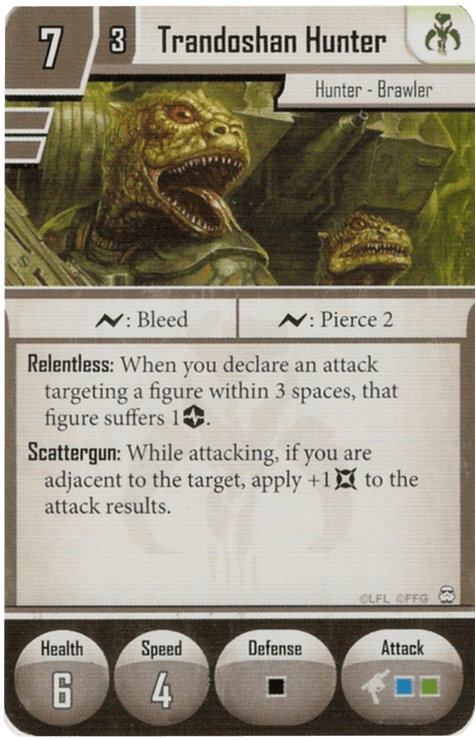 7
3
Trandoshan Hunter
Hunter - Brawler
: Bleed
: Pierce 2
Relentless: When you declare an attack
targeting a figure within 3 spaces, that
figure suffers 1.
Scattergun: While attacking, if you are
adjacent to the target, apply +1 to the
attack results.
©LFL ©FFG
Health Speed Defense Attack
6 4